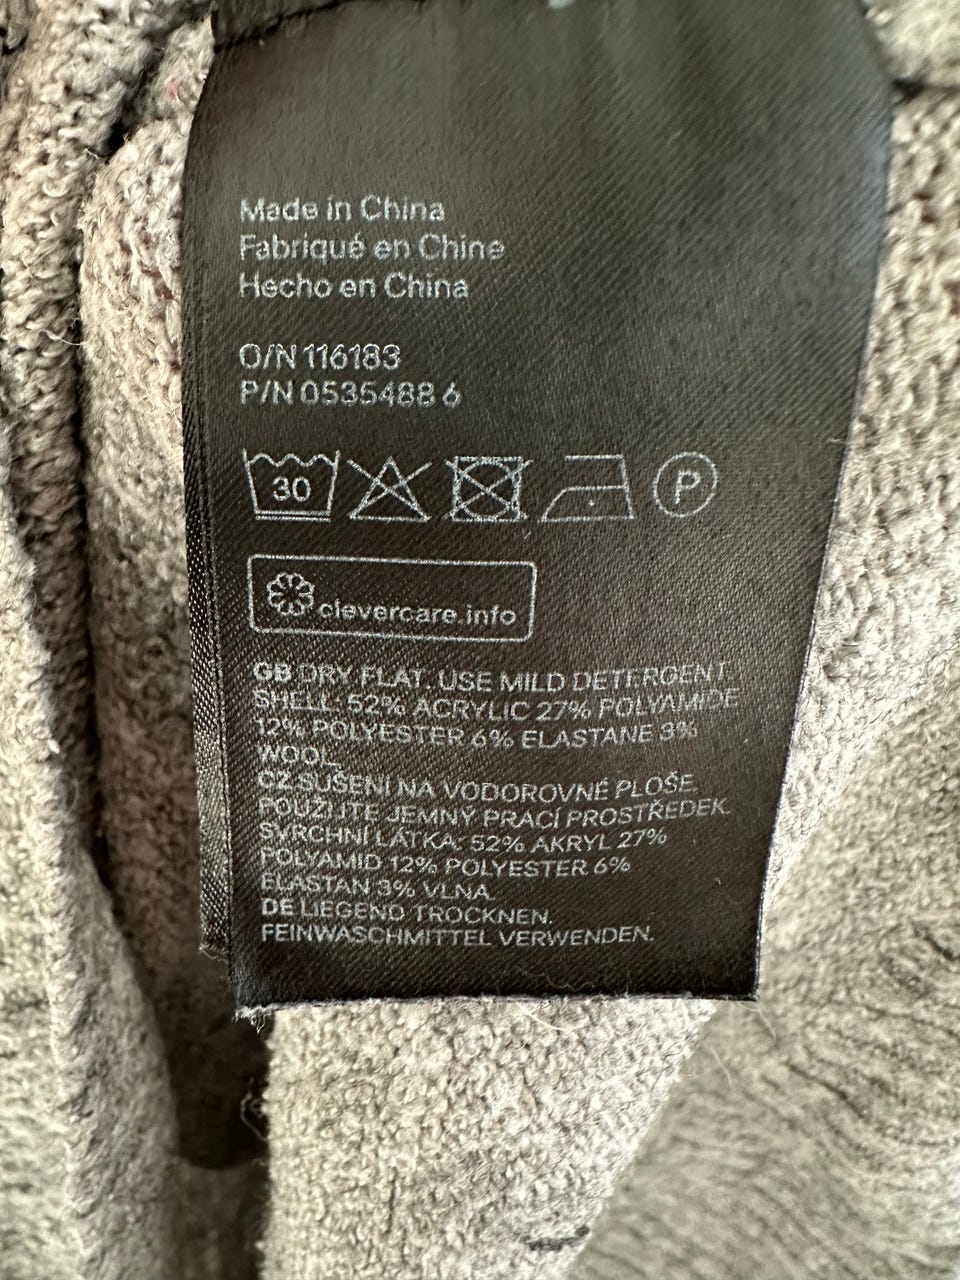 Made in China
Fabriqué en Chine
Hecho en China
O/N 116183
P/N 0535488 6
30
P
clevercare.info
GB DRY FLAT. USE MILD DETERGENT.
SHELL: 52% ACRYLIC 27% POLYAMIDE
12% POLYESTER 6% ELASTANE 3%
WOOL.
CZ SUŠENÍ NA VODOROVNÉ PLOŠE.
POUŽIJTE JEMNÝ PRACÍ PROSTŘEDEK.
SVRCHNÍ LÁTKA: 52% AKRYL 27%
POLYAMID 12% POLYESTER 6%
ELASTAN 3% VLNA.
DE LIEGEND TROCKNEN.
FEINWASCHMITTEL VERWENDEN.